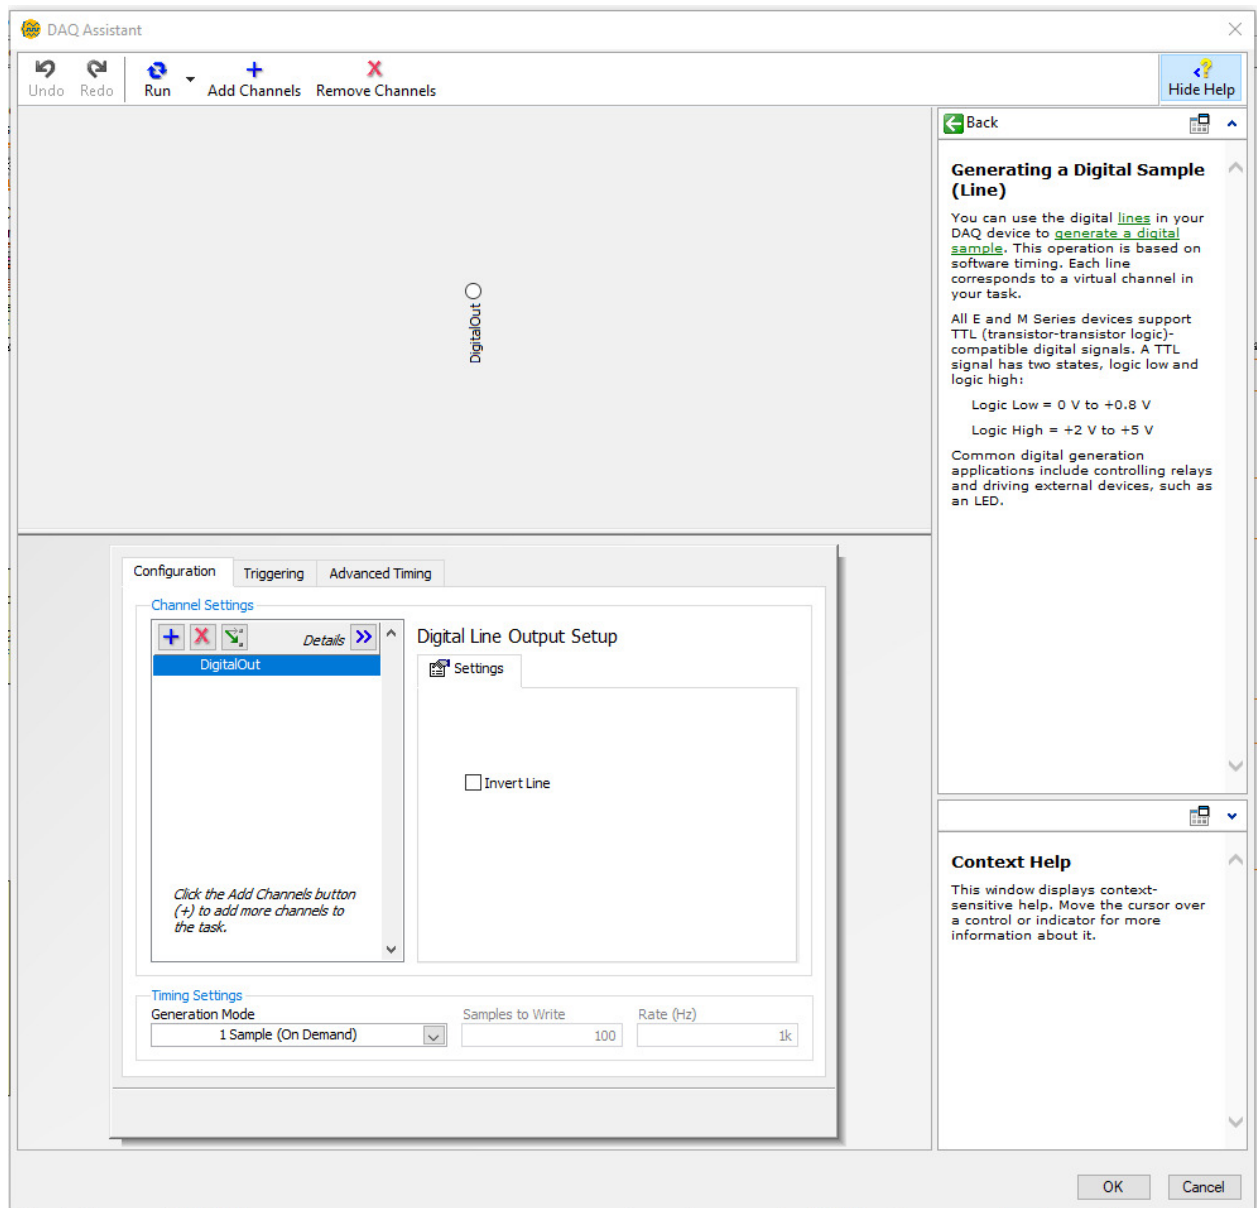 DAQ Assistant
Undo Redo Run Add Channels Remove Channels Hide Help
DigitalOut
Back
Generating a Digital Sample
(Line)
You can use the digital lines in your
DAQ device to generate a digital
sample. This operation is based on
software timing. Each line
corresponds to a virtual channel in
your task.
All E and M Series devices support
TTL (transistor-transistor logic)-
compatible digital signals. A TTL
signal has two states, logic low and
logic high:
Logic Low = 0 V to +0.8 V
Logic High = +2 V to +5 V
Common digital generation
applications include controlling relays
and driving external devices, such as
an LED.
Configuration Triggering Advanced Timing
Channel Settings
Details
DigitalOut
Click the Add Channels button
(+) to add more channels to
the task.
Digital Line Output Setup
Settings
Invert Line
Timing Settings
Generation Mode Samples to Write Rate (Hz)
1 Sample (On Demand) 100 1k
Context Help
This window displays context-
sensitive help. Move the cursor over
a control or indicator for more
information about it.
OK Cancel